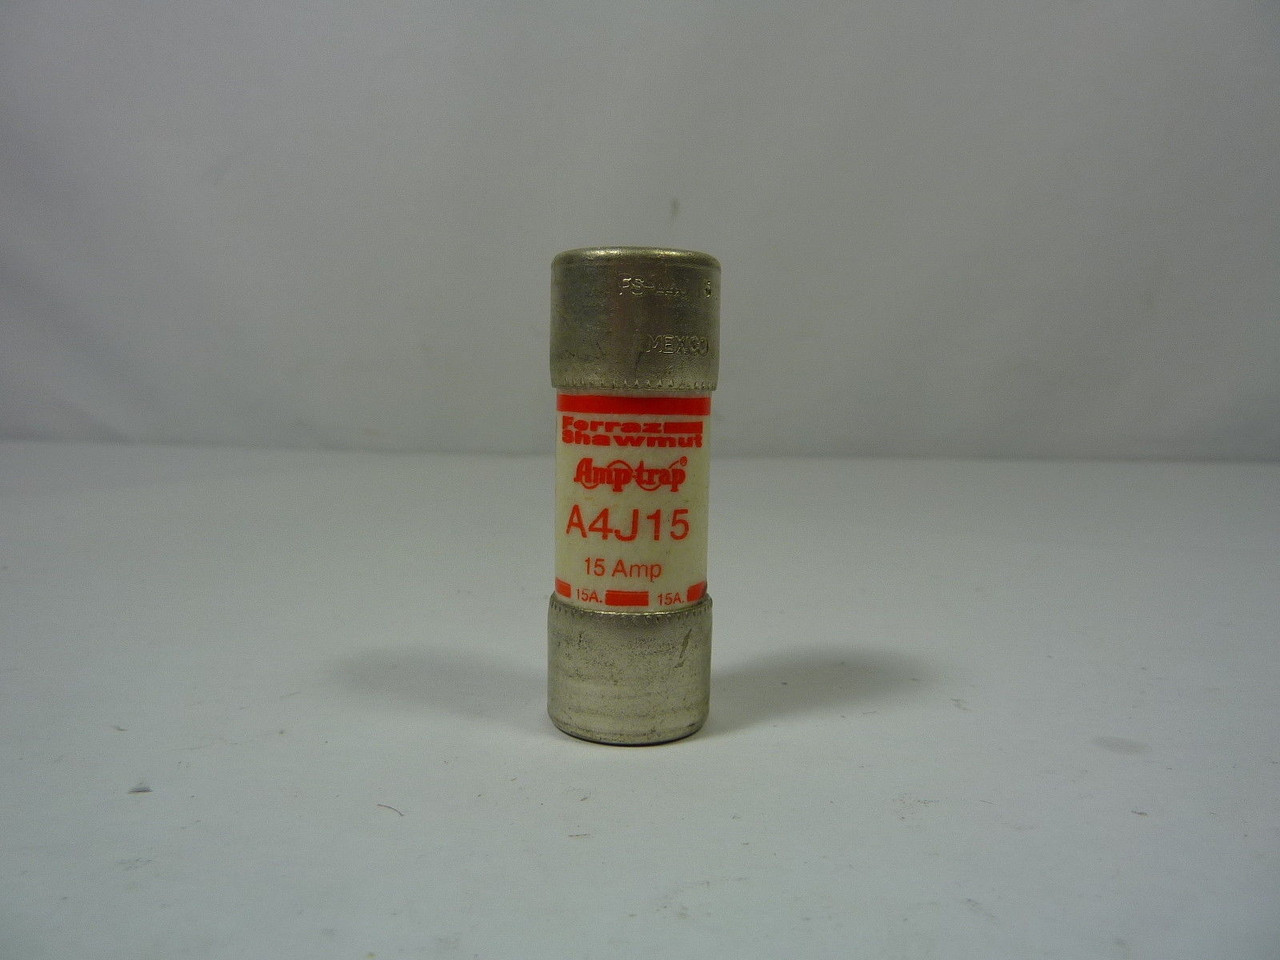 MEXICO
Ferraz
Shawmut
Amp-trap®
A4J15
15 Amp
15A. 15A.